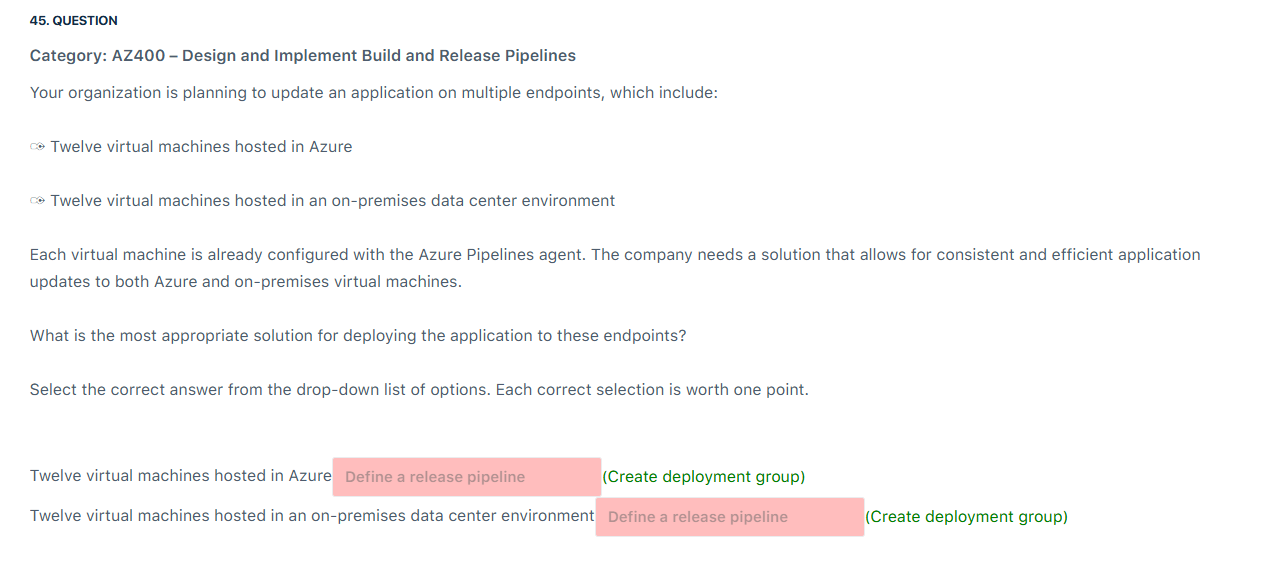 45. QUESTION
Category: AZ400 – Design and Implement Build and Release Pipelines
Your organization is planning to update an application on multiple endpoints, which include:
Twelve virtual machines hosted in Azure
Twelve virtual machines hosted in an on-premises data center environment
Each virtual machine is already configured with the Azure Pipelines agent. The company needs a solution that allows for consistent and efficient application
updates to both Azure and on-premises virtual machines.
What is the most appropriate solution for deploying the application to these endpoints?
Select the correct answer from the drop-down list of options. Each correct selection is worth one point.
Twelve virtual machines hosted in Azure Define a release pipeline (Create deployment group)
Twelve virtual machines hosted in an on-premises data center environment Define a release pipeline (Create deployment group)